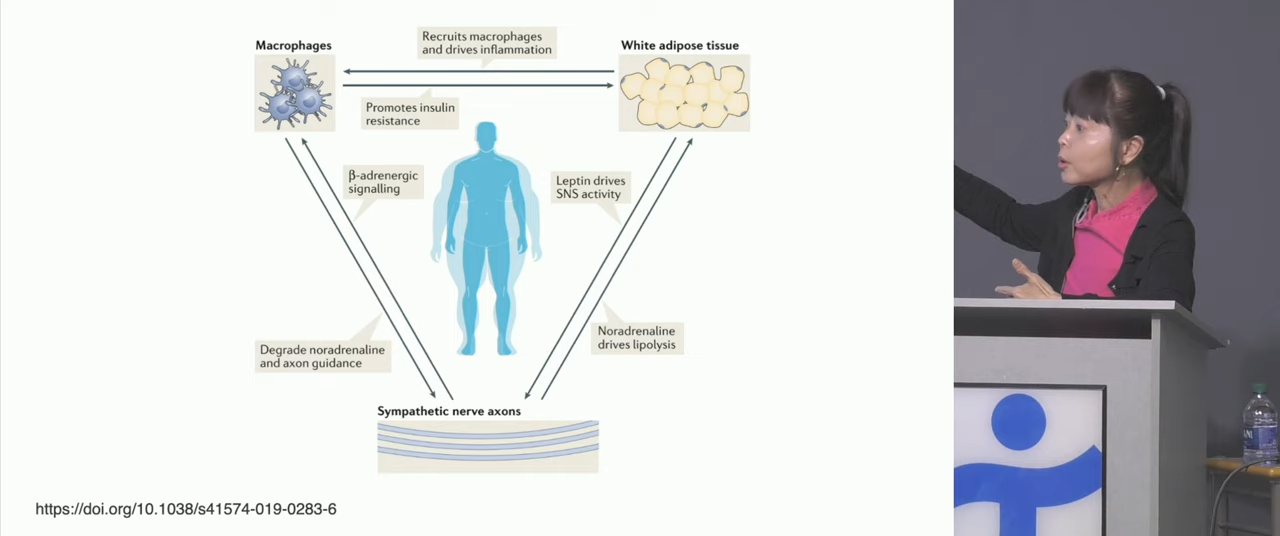 Recruits macrophages
and drives inflammation
Macrophages
White adipose tissue
Promotes insulin
resistance
β-adrenergic
signalling
Leptin drives
SNS activity
Noradrenaline
drives lipolysis
Degrade noradrenaline
and axon guidance
Sympathetic nerve axons
https://doi.org/10.1038/s41574-019-0283-6